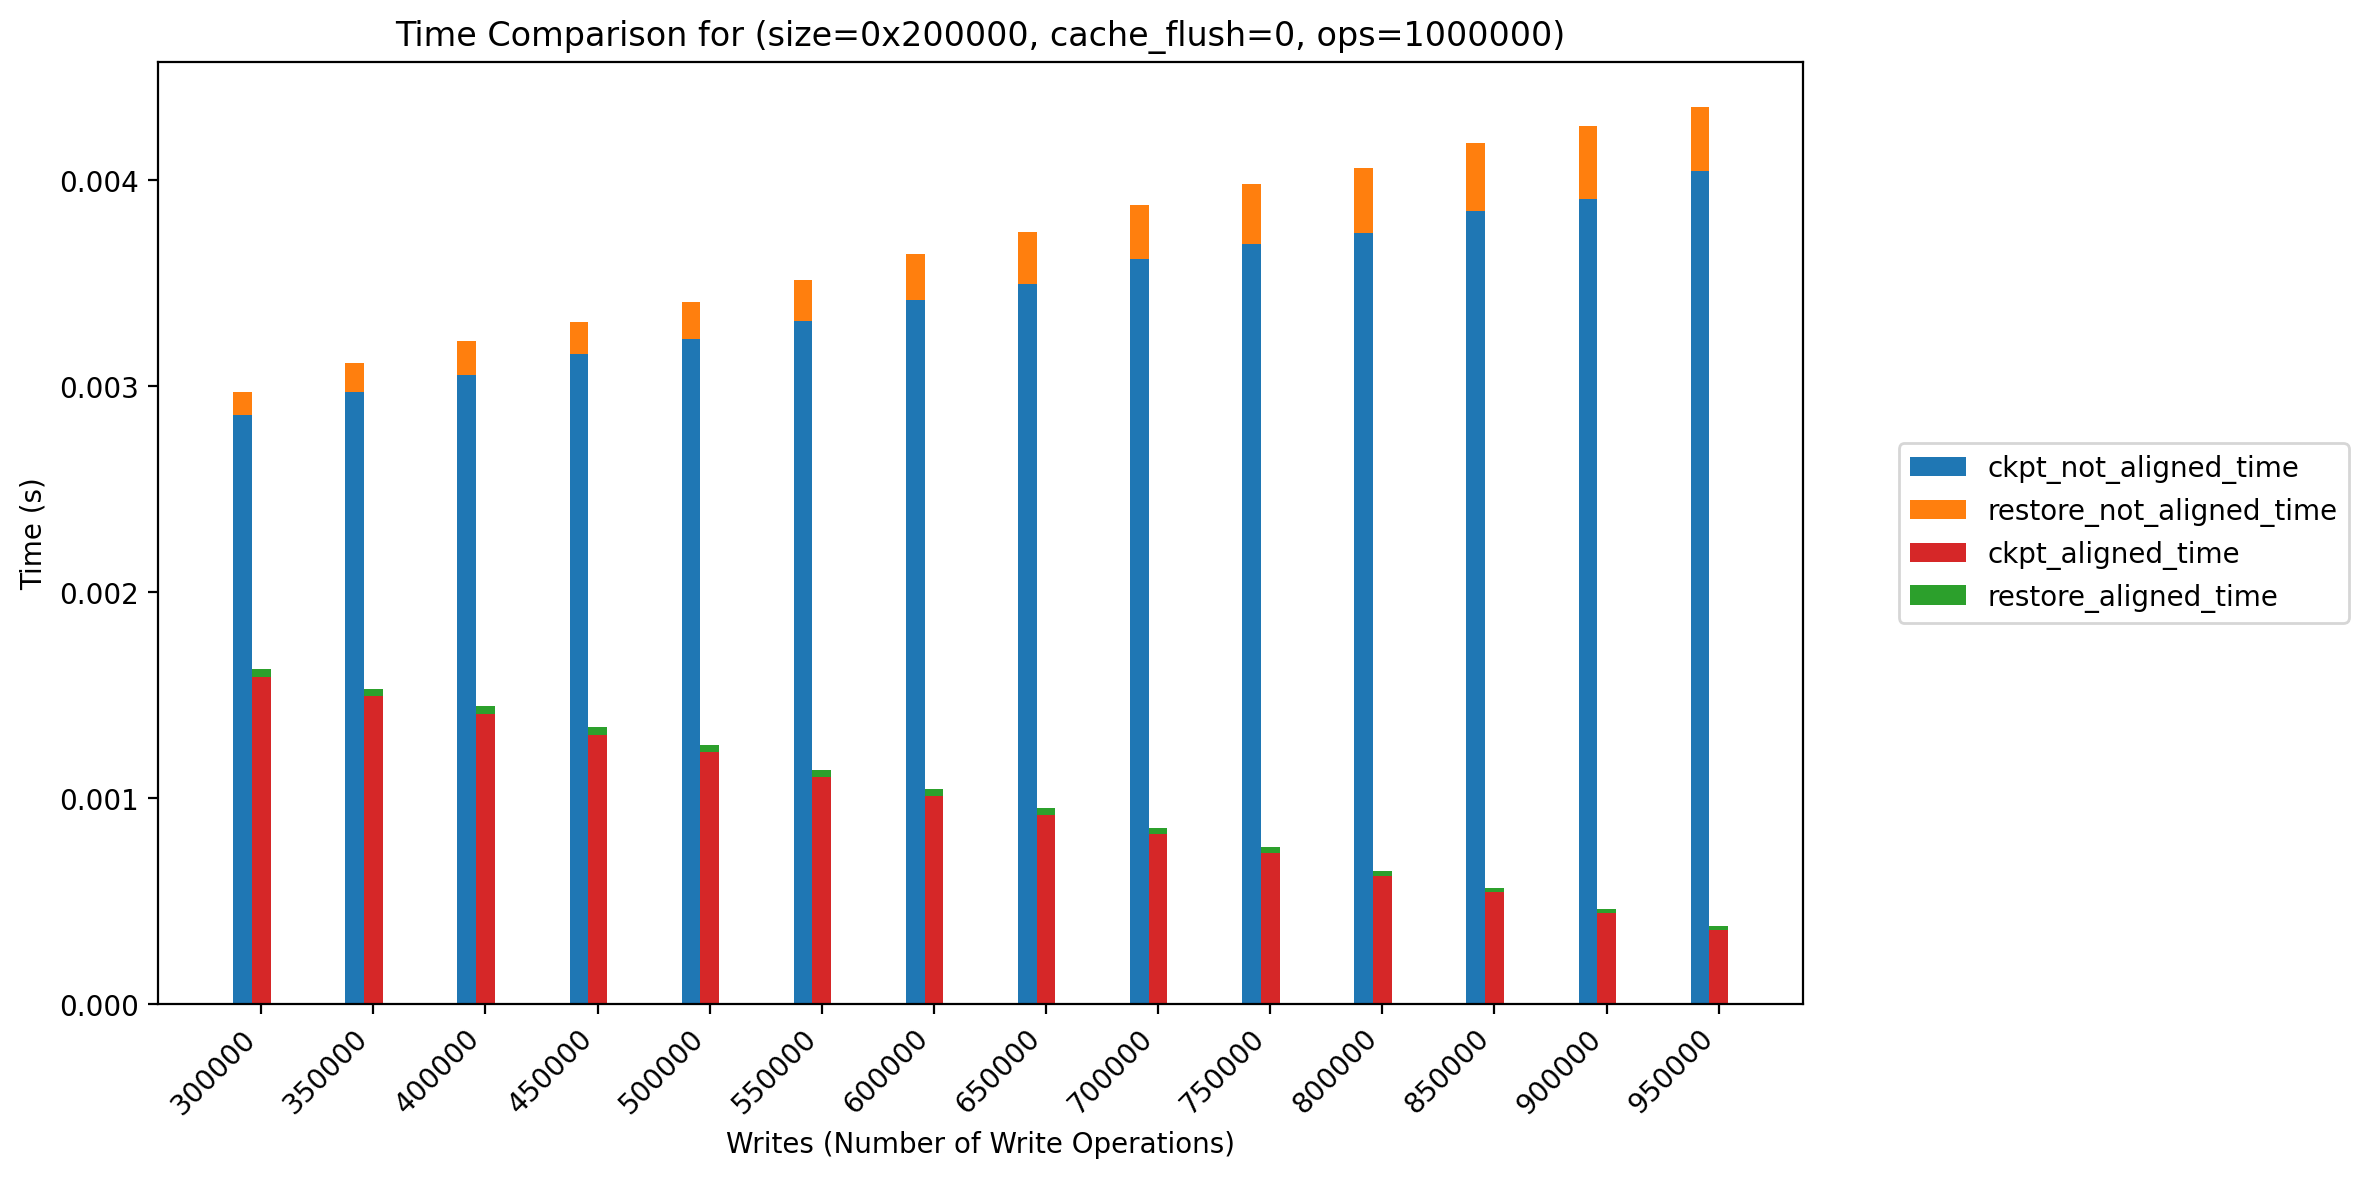 Time Comparison for (size=0x200000, cache_flush=0, ops=1000000)
Time (s)
0.004
0.003
0.002
0.001
0.000
300000
350000
400000
450000
500000
550000
600000
650000
700000
750000
800000
850000
900000
950000
Writes (Number of Write Operations)
ckpt_not_aligned_time
restore_not_aligned_time
ckpt_aligned_time
restore_aligned_time